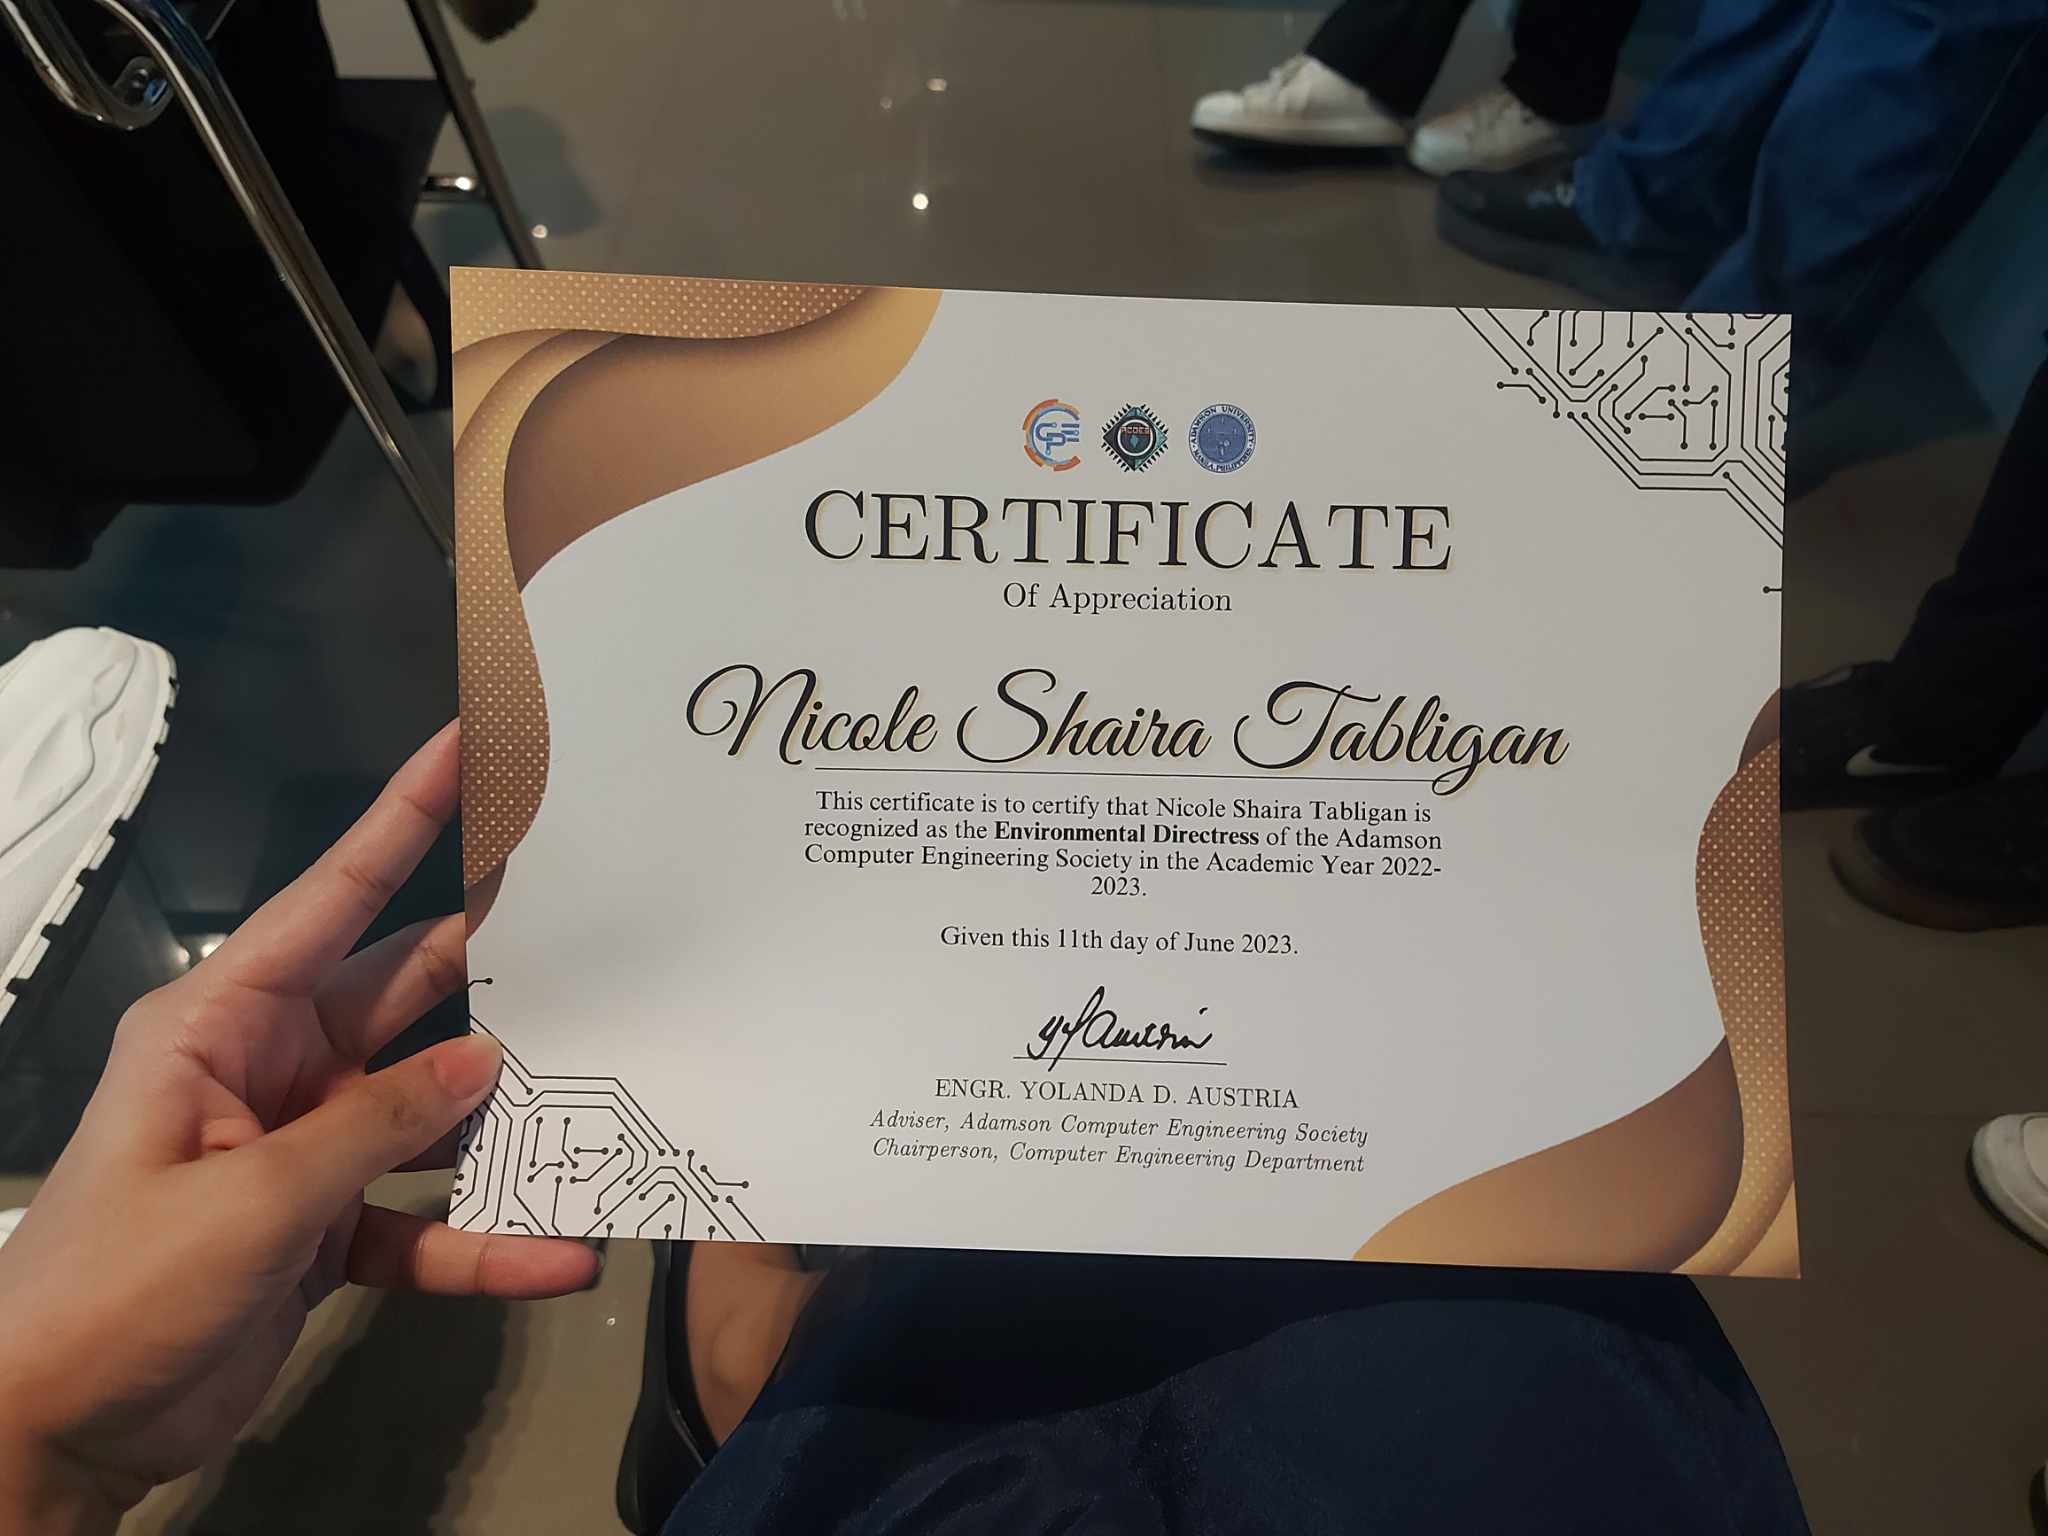 CPE
ACOES
ADAMSON UNIVERSITY
MANILA, PHILIPPINES
CERTIFICATE
Of Appreciation
Nicole Shaira Tabligan
This certificate is to certify that Nicole Shaira Tabligan is
recognized as the Environmental Directress of the Adamson
Computer Engineering Society in the Academic Year 2022-
2023.
Given this 11th day of June 2023.
ENGR. YOLANDA D. AUSTRIA
Adviser, Adamson Computer Engineering Society
Chairperson, Computer Engineering Department